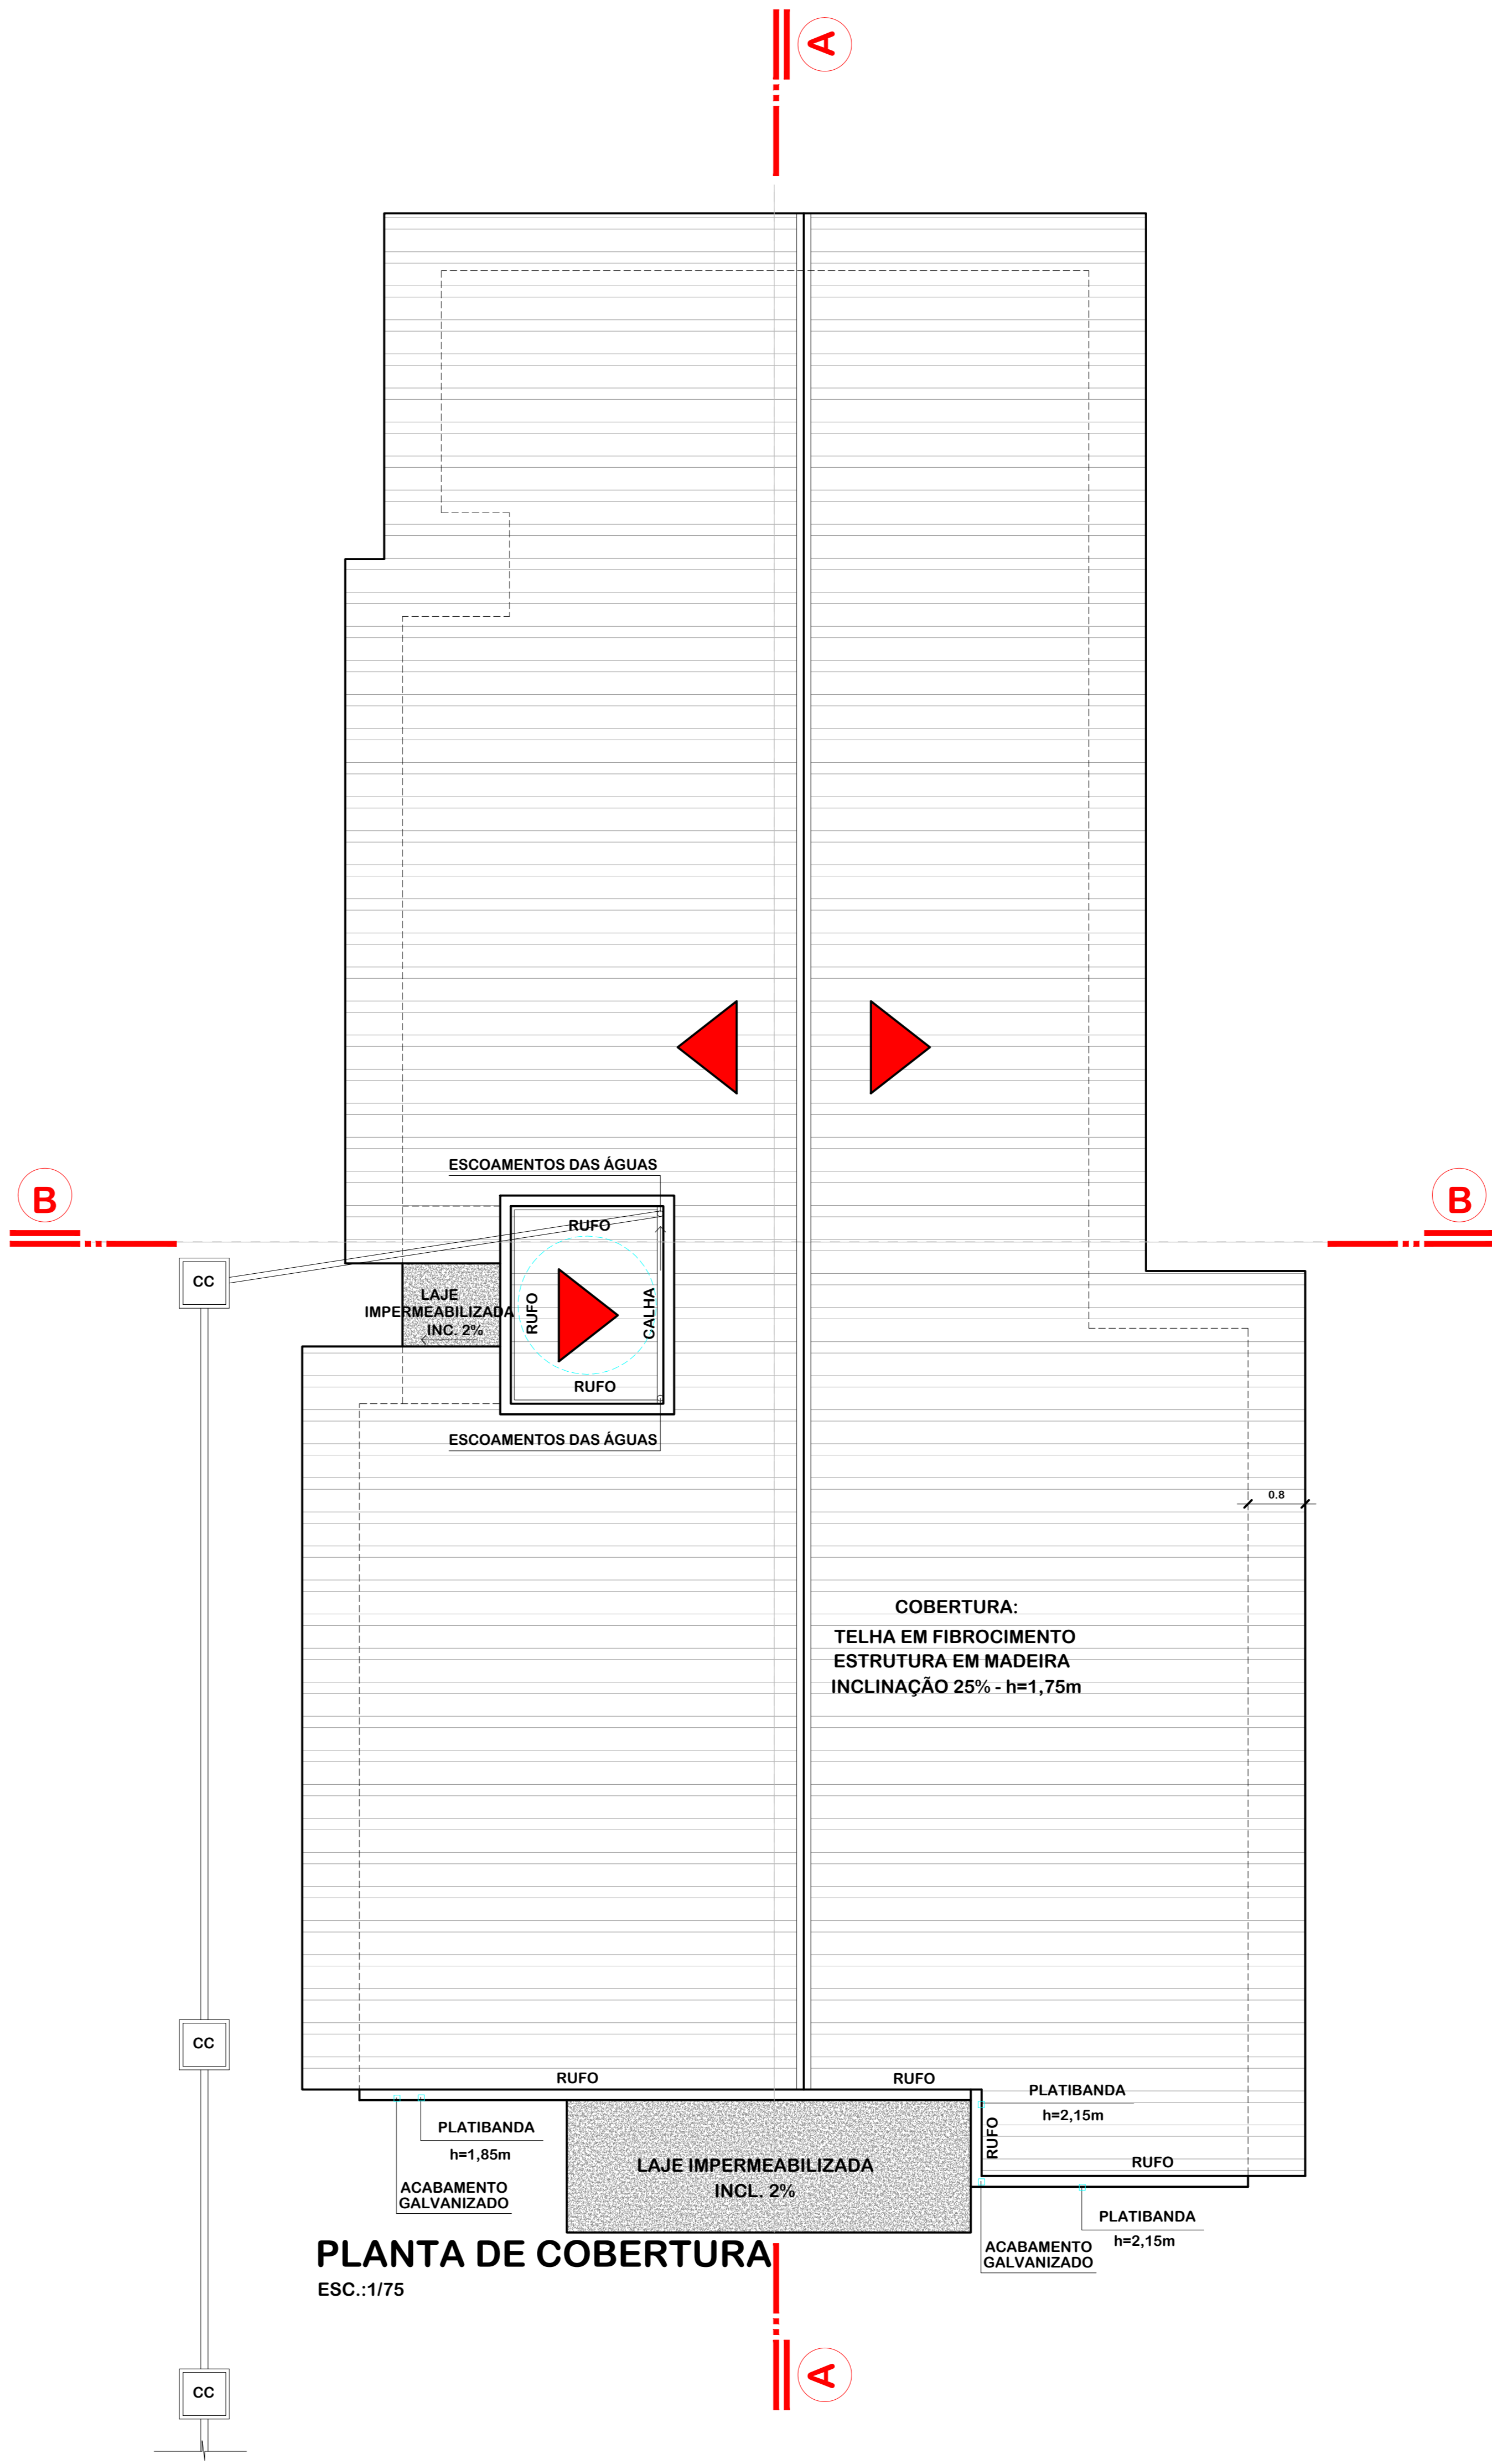 A
ESCOAMENTOS DAS ÁGUAS
B
B
RUFO
CC
LAJE
IMPERMEABILIZADA
INC. 2%
RUFO
CALHA
RUFO
ESCOAMENTOS DAS ÁGUAS
0.8
COBERTURA:
TELHA EM FIBROCIMENTO
ESTRUTURA EM MADEIRA
INCLINAÇÃO 25% - h=1,75m
CC
RUFO
RUFO
PLATIBANDA
h=2,15m
PLATIBANDA
h=1,85m
RUFO
RUFO
LAJE IMPERMEABILIZADA
INCL. 2%
ACABAMENTO
GALVANIZADO
PLATIBANDA
h=2,15m
ACABAMENTO
GALVANIZADO
PLANTA DE COBERTURA
ESC.:1/75
A
CC